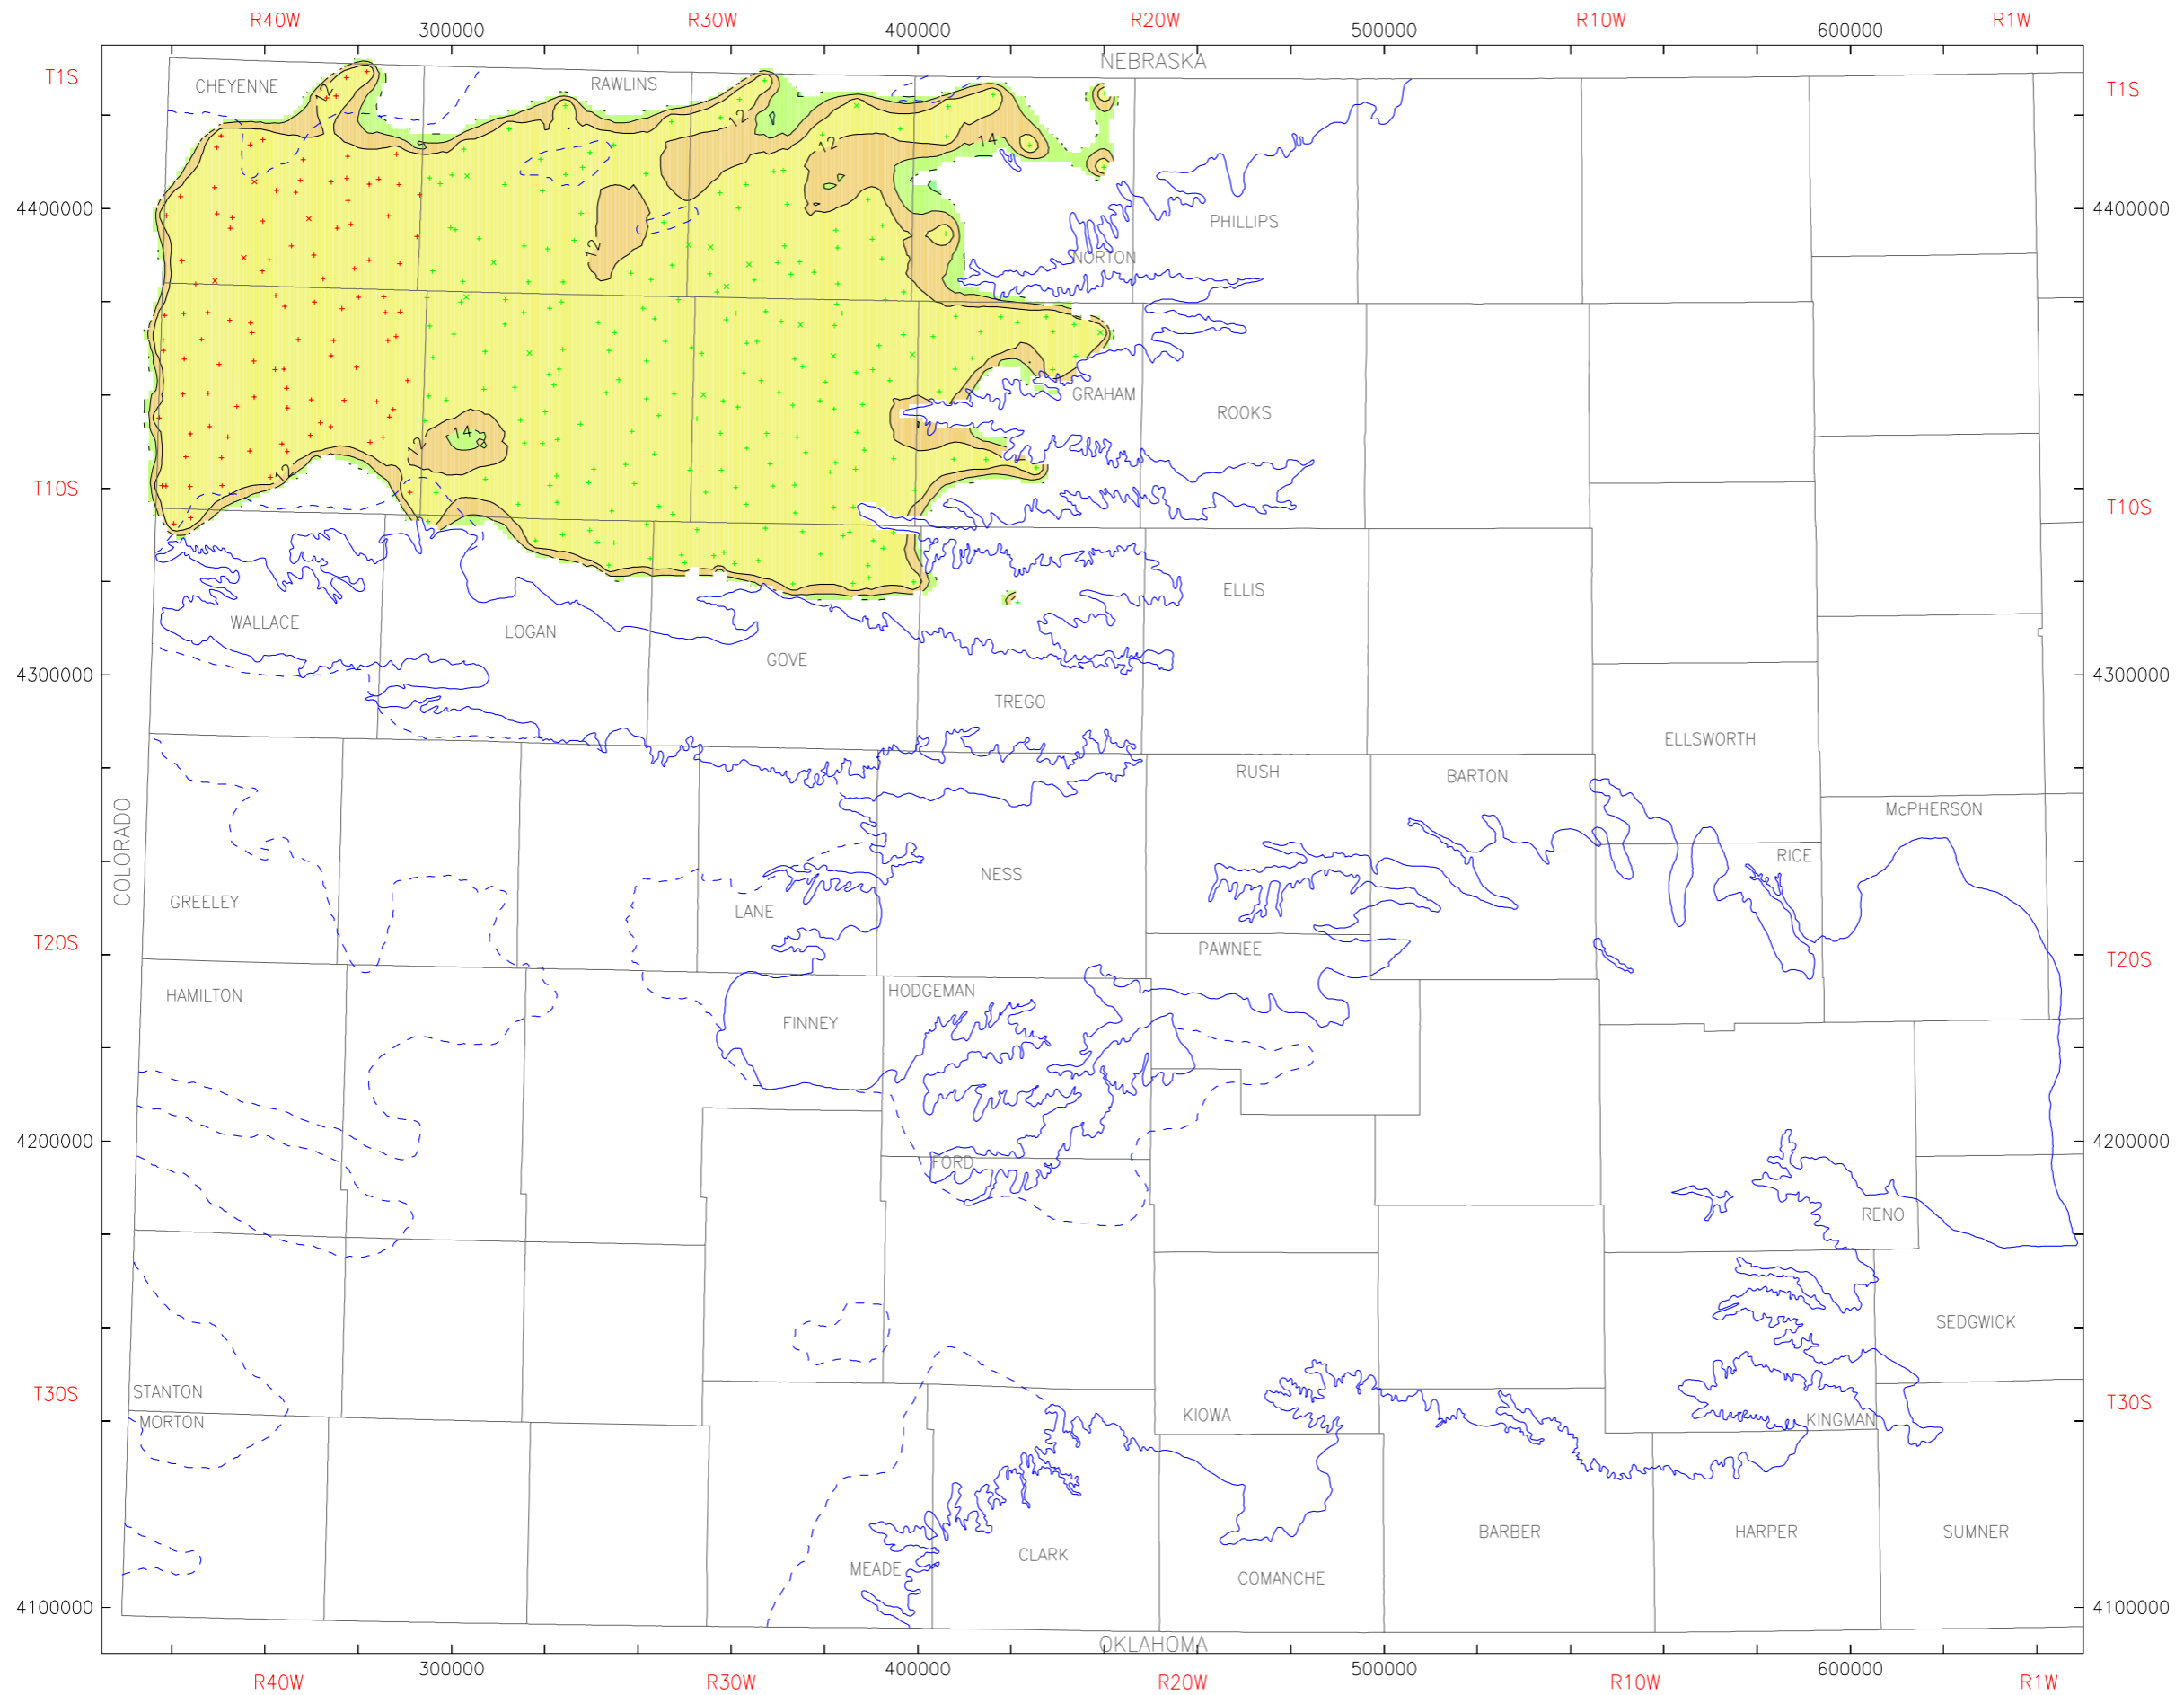 R40W R30W R20W R10W R1W
300000 400000 500000 600000
NEBRASKA
T1S T1S
CHEYENNE RAWLINS
12 12 12 14
4400000 4400000
PHILLIPS
NORTON
12
GRAHAM
ROOKS
12 14
12
T10S T10S
ELLIS
WALLACE LOGAN
GOVE
4300000 4300000
TREGO
ELLSWORTH
RUSH BARTON
COLORADO
McPHERSON
RICE
NESS
GREELEY LANE
T20S PAWNEE T20S
HAMILTON HODGEMAN
FINNEY
4200000 4200000
FORD
RENO
SEDGWICK
STANTON
T30S T30S
MORTON KIOWA KINGMAN
BARBER HARPER SUMNER
CLARK
MEADE
COMANCHE
4100000 4100000
OKLAHOMA
300000 400000 500000 600000
R40W R30W R20W R10W R1W